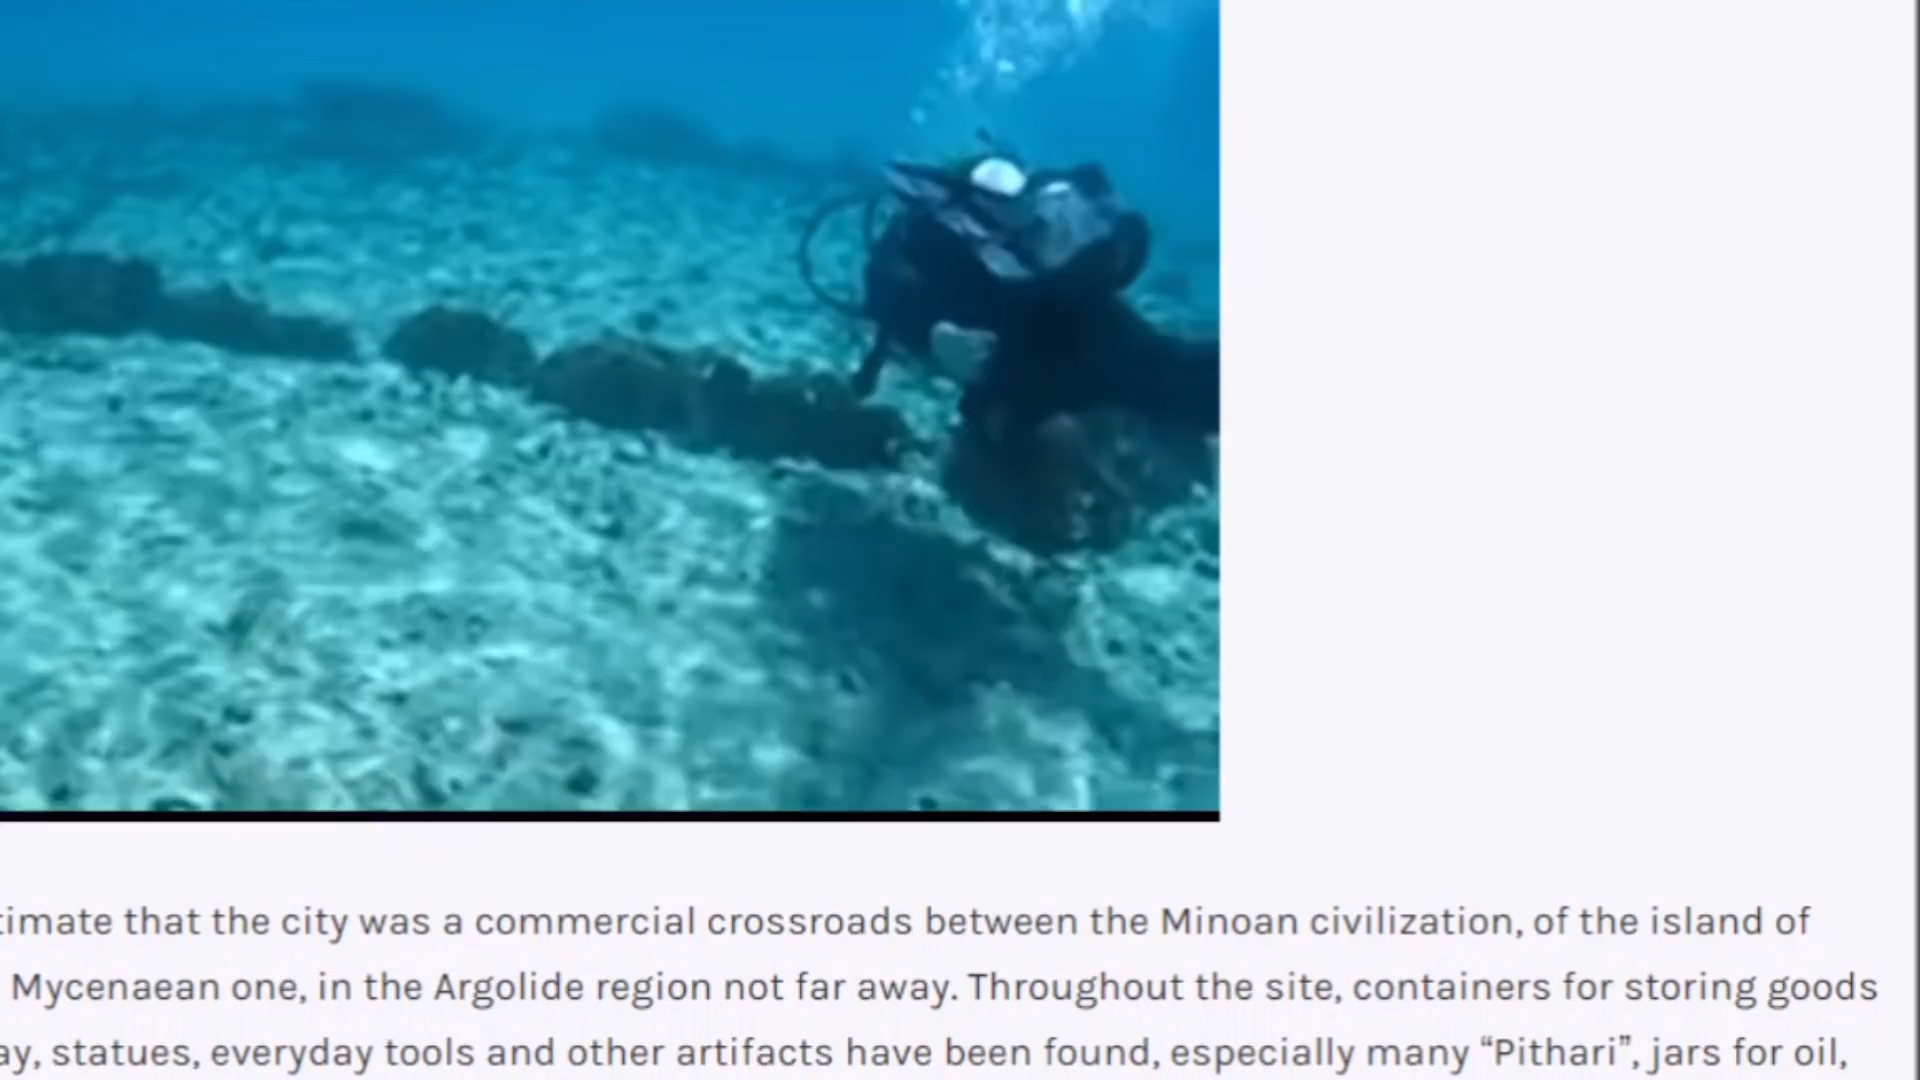 timate that the city was a commercial crossroads between the Minoan civilization, of the island of
Mycenaean one, in the Argolide region not far away. Throughout the site, containers for storing goods
ay, statues, everyday tools and other artifacts have been found, especially many “Pithari”, jars for oil,